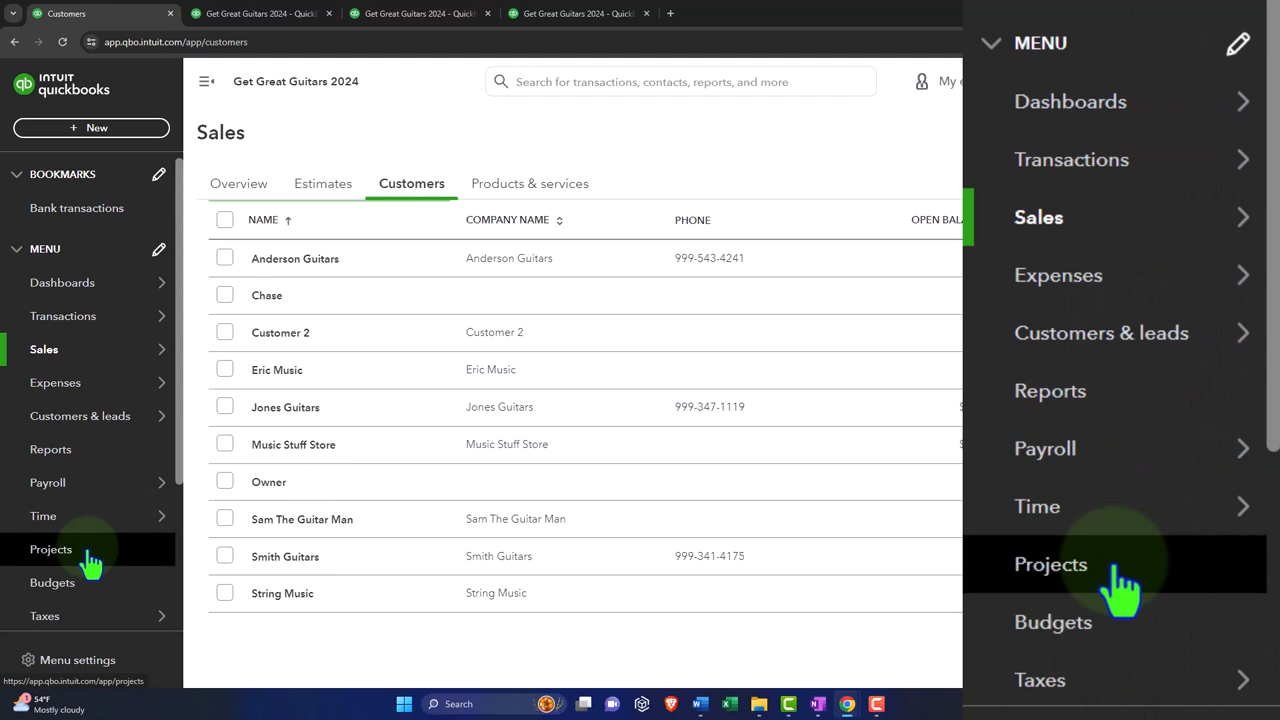 Customers
Get Great Guitars 2024 - Quick
Get Great Guitars 2024 - Quick
Get Great Guitars 2024 - Quick
app.qbo.intuit.com/app/customers
INTUIT
quickbooks
+ New
BOOKMARKS
Bank transactions
MENU
Dashboards
Transactions
Sales
Expenses
Customers & leads
Reports
Payroll
Time
Projects
Budgets
Taxes
Menu settings
https://app.qbo.intuit.com/app/projects
Get Great Guitars 2024
Search for transactions, contacts, reports, and more
My e
Sales
Overview Estimates Customers Products & services
NAME COMPANY NAME PHONE OPEN BALA
Anderson Guitars Anderson Guitars 999-543-4241
Chase
Customer 2 Customer 2
Eric Music Eric Music
Jones Guitars Jones Guitars 999-347-1119
Music Stuff Store Music Stuff Store
Owner
Sam The Guitar Man Sam The Guitar Man
Smith Guitars Smith Guitars 999-341-4175
String Music String Music
MENU
Dashboards
Transactions
Sales
Expenses
Customers & leads
Reports
Payroll
Time
Projects
Budgets
Taxes
1
54°F
Mostly cloudy
Search